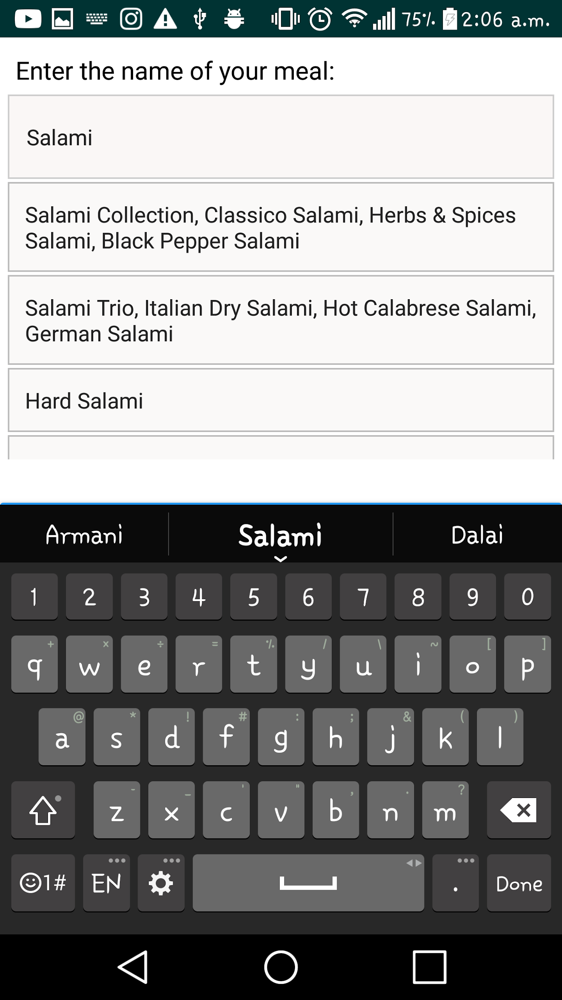 75% 2:06 a.m.
Enter the name of your meal:
Salami
Salami Collection, Classico Salami, Herbs & Spices
Salami, Black Pepper Salami
Salami Trio, Italian Dry Salami, Hot Calabrese Salami,
German Salami
Hard Salami
Armani Salami Dalai
1 2 3 4 5 6 7 8 9 0
+ × ÷ = % / \ ~ [ ]
q w e r t y u i o p
@ * ! # : ; & ( )
a s d f g h j k l
- _ ' " , . ?
z x c v b n m
1# EN . Done